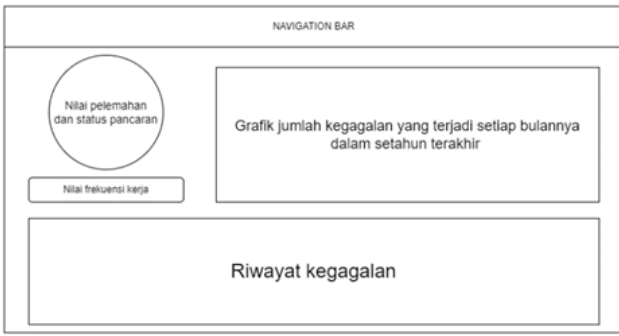 NAVIGATION BAR
Nilai pelemahan
dan status pancaran
Grafik jumlah kegagalan yang terjadi setiap bulannya
dalam setahun terakhir
Nilai frekuensi kerja
Riwayat kegagalan